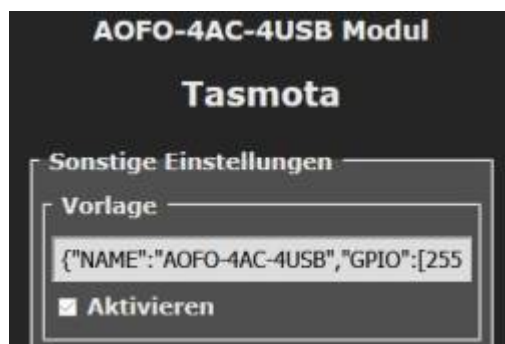 AOFO-4AC-4USB Modul
Tasmota
Sonstige Einstellungen
Vorlage
{"NAME":"AOFO-4AC-4USB","GPIO":[255
Aktivieren